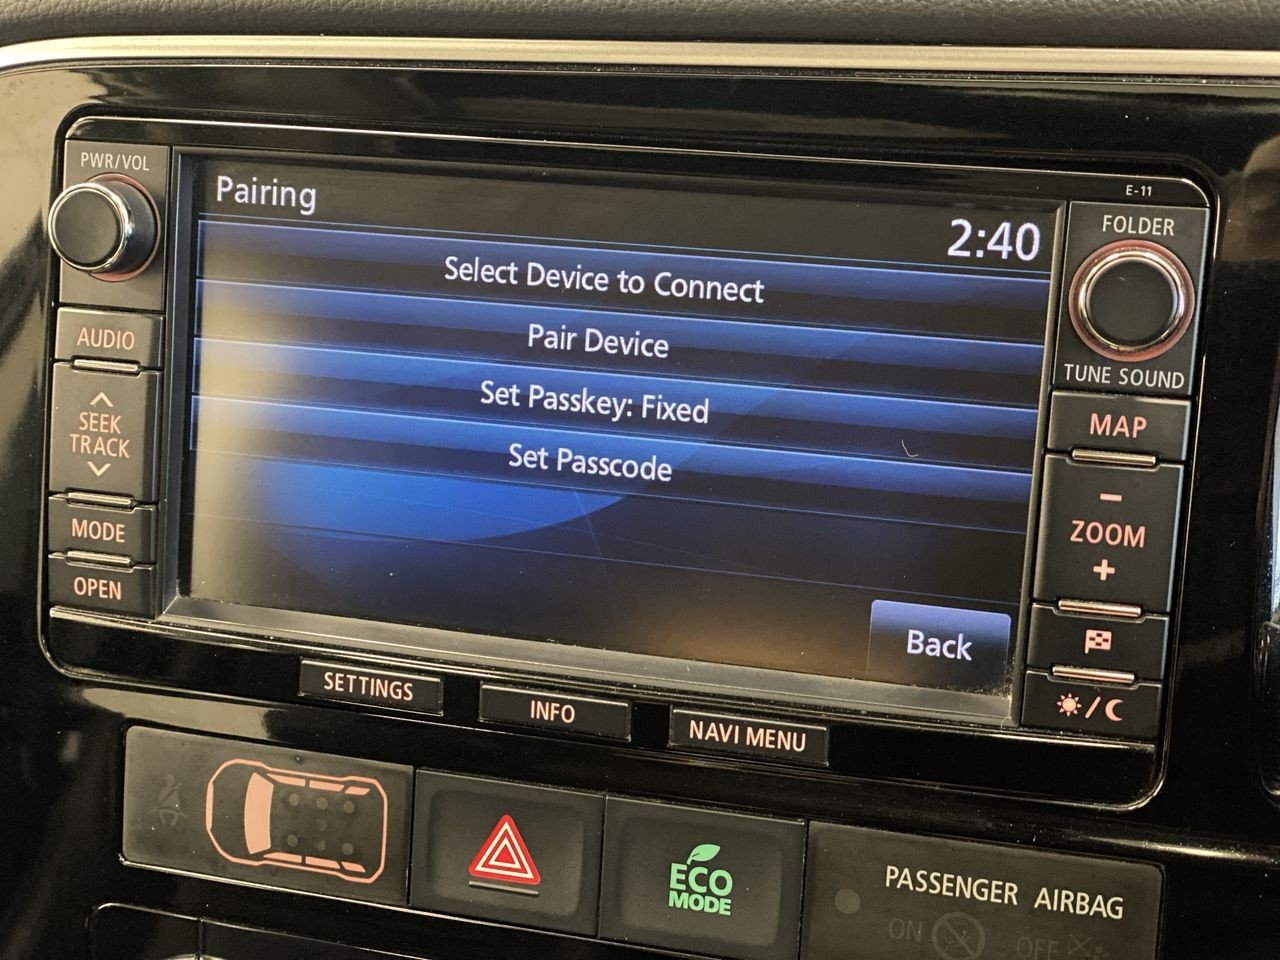 PWR/VOL
Pairing
2:40
Select Device to Connect
Pair Device
Set Passkey: Fixed
Set Passcode
Back
AUDIO
SEEK
TRACK
MODE
OPEN
E-11
FOLDER
TUNE SOUND
MAP
-
ZOOM
+
SETTINGS
INFO
NAVI MENU
ECO
MODE
PASSENGER AIRBAG
ON
OFF